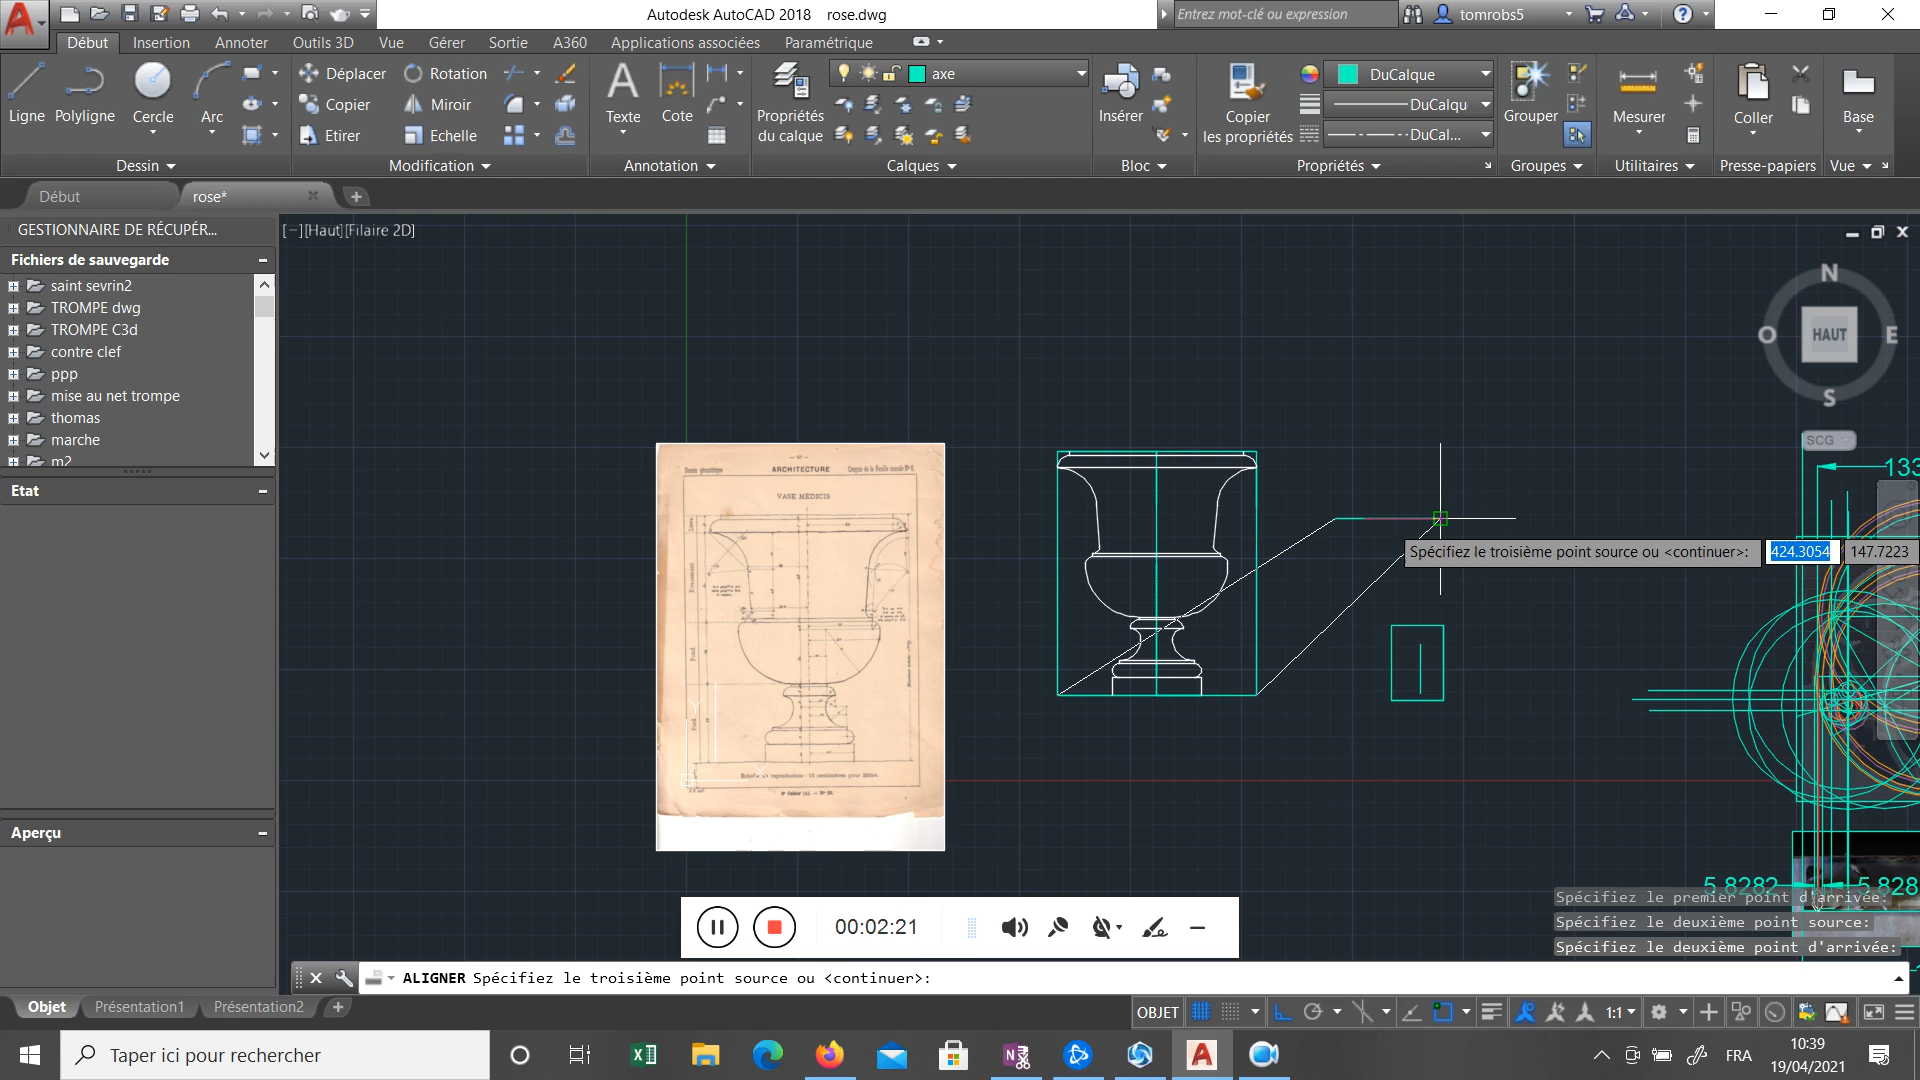 Autodesk AutoCAD 2018 rose.dwg
Entrez mot-clé ou expression
tomrobs5
Début Insertion Annoter Outils 3D Vue Gérer Sortie A360 Applications associées Paramétrique
Ligne Polyligne Cercle Arc
Déplacer Rotation
Copier Miroir
Etirer Echelle
Texte Cote
Propriétés du calque
axe
Insérer
Copier les propriétés
DuCalque
DuCalqu
DuCal...
Grouper
Mesurer
Coller
Base
Dessin Modification Annotation Calques Bloc Propriétés Groupes Utilitaires Presse-papiers Vue
Début rose*
GESTIONNAIRE DE RÉCUPÉR...
Fichiers de sauvegarde
saint sevrin2
TROMPE dwg
TROMPE C3d
contre clef
ppp
mise au net trompe
thomas
marche
m2
Etat
Aperçu
[−][Haut][Filaire 2D]
N
O HAUT E
S
SCG
133
ARCHITECTURE
VASE MÉDICIS
Y
X
Spécifiez le troisième point source ou <continuer>: 424.3054 147.7223
5.8282 5.828
Spécifiez le premier point d'arrivée:
Spécifiez le deuxième point source:
Spécifiez le deuxième point d'arrivée:
00:02:21
ALIGNER Spécifiez le troisième point source ou <continuer>:
Objet Présentation1 Présentation2
OBJET 1:1
Taper ici pour rechercher
FRA
10:39
19/04/2021